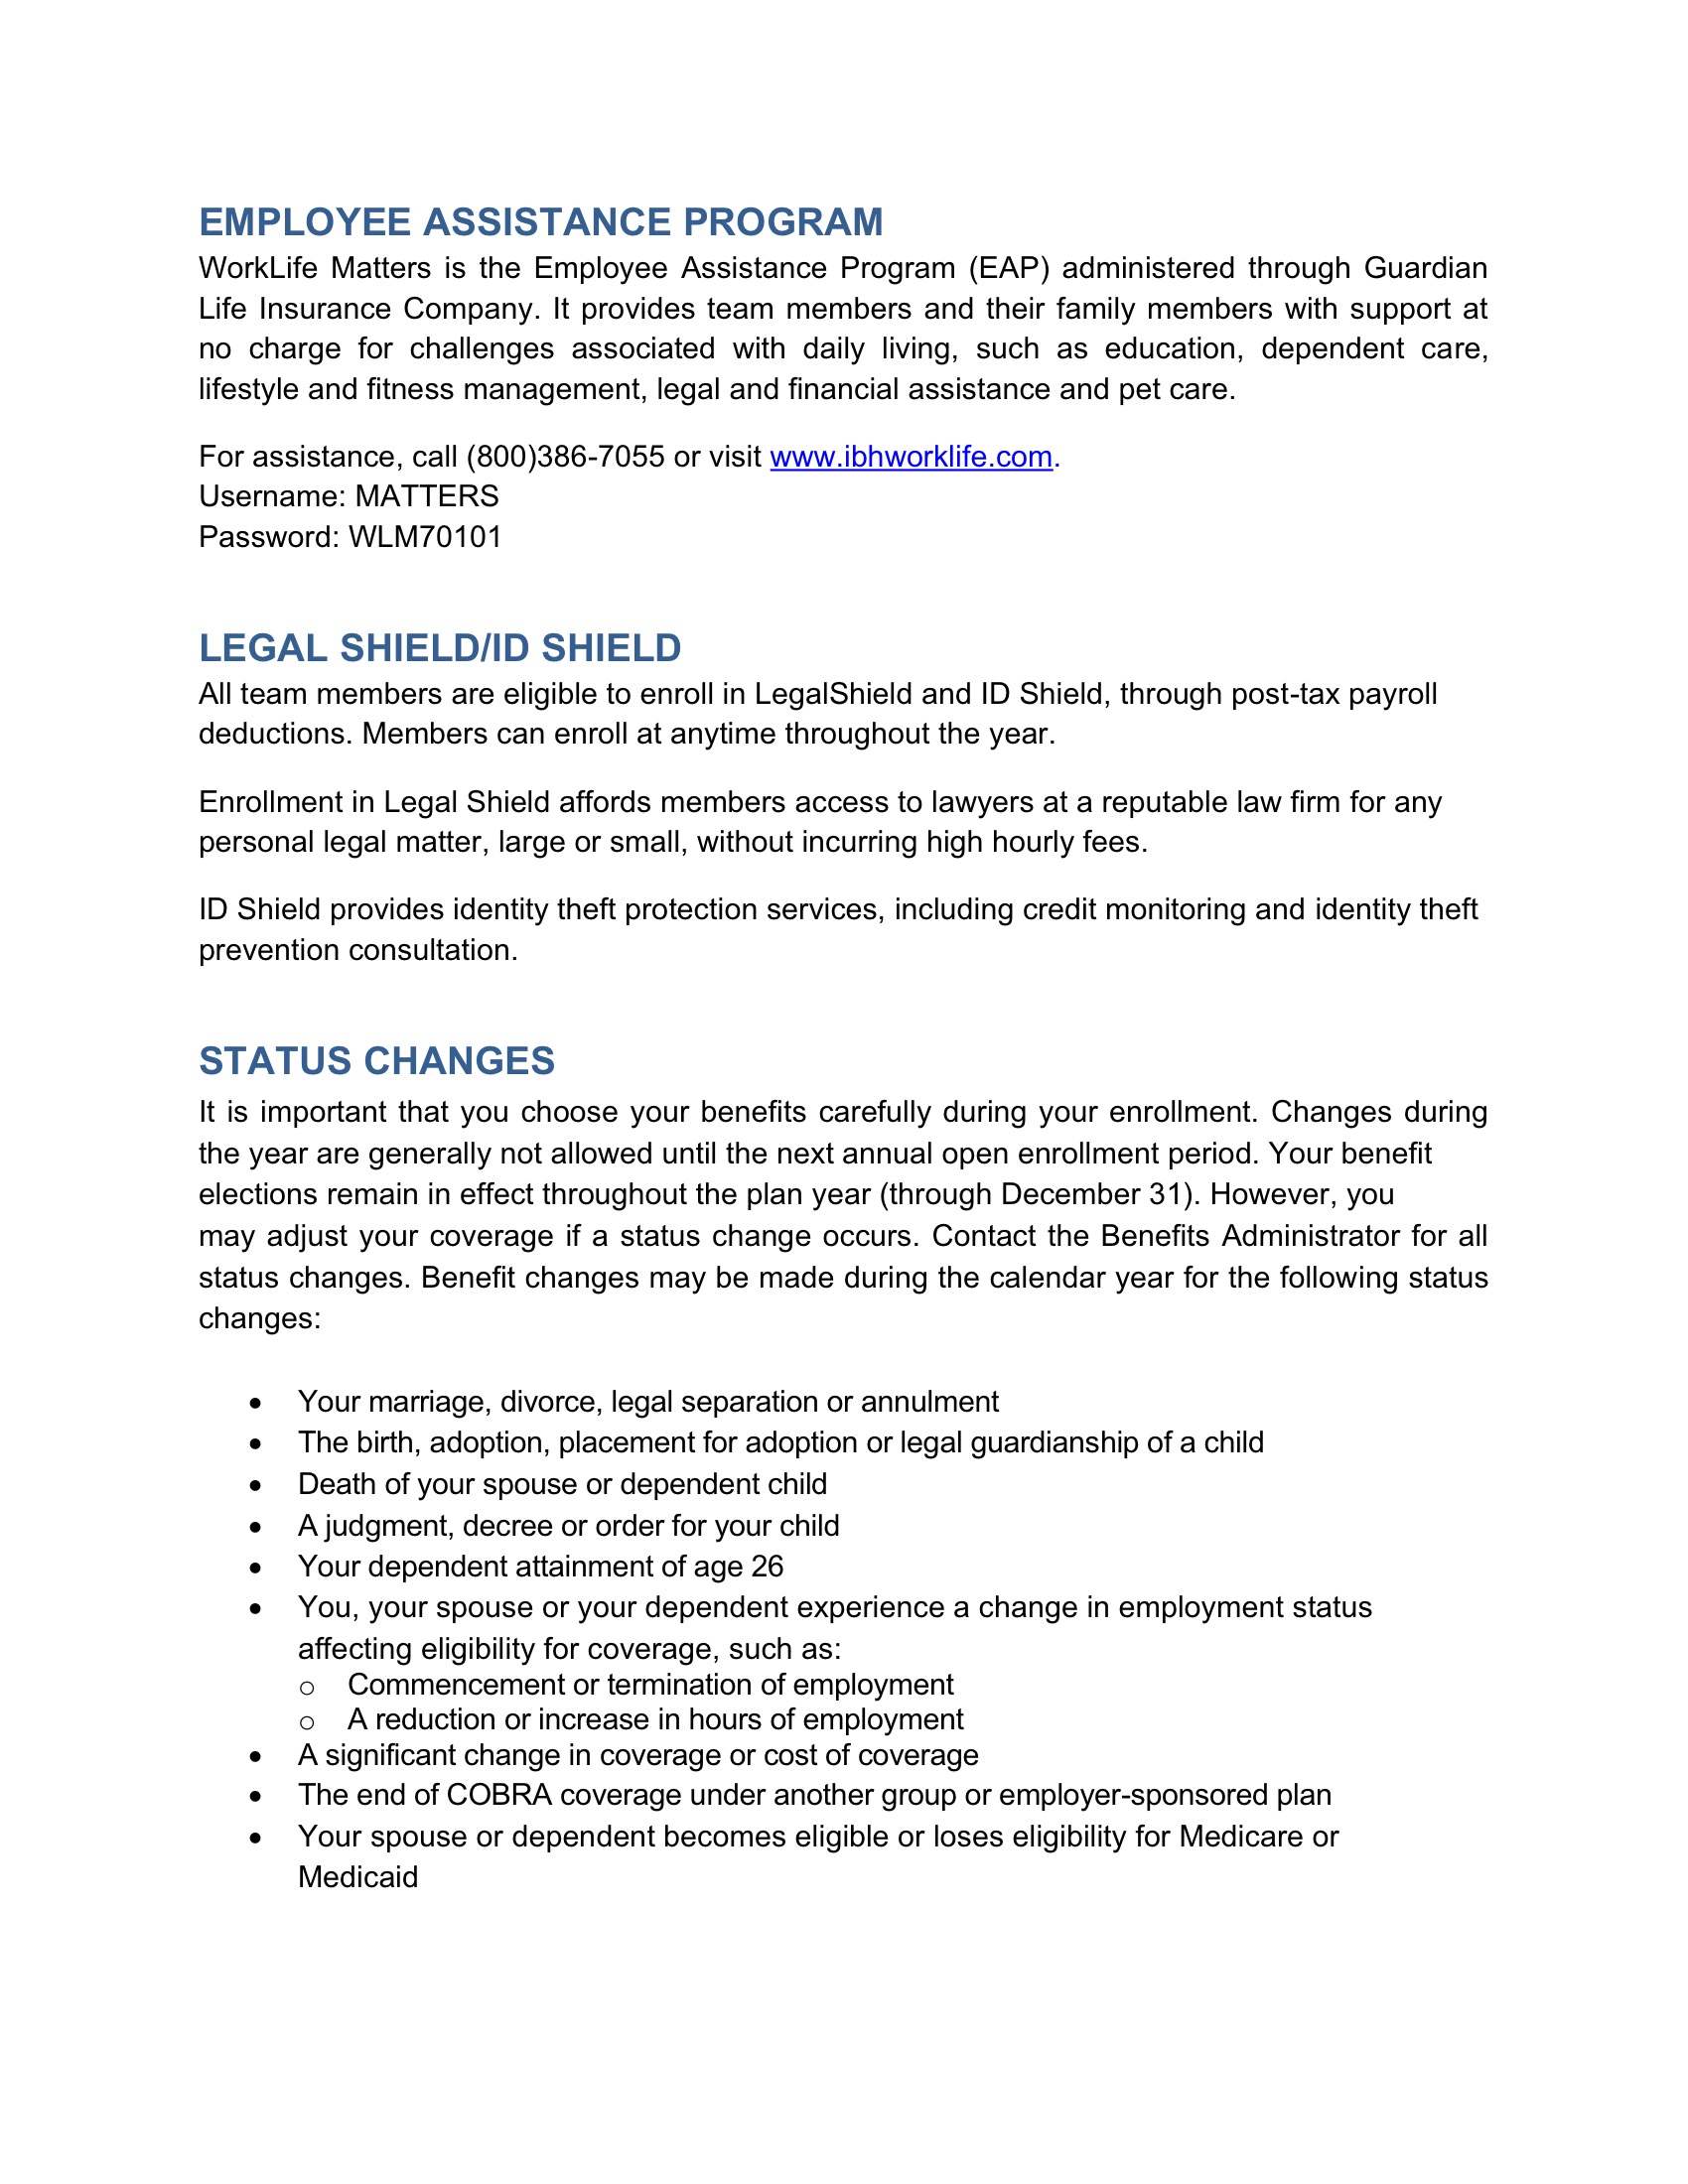 EMPLOYEE ASSISTANCE PROGRAM
WorkLife Matters is the Employee Assistance Program (EAP) administered through Guardian
Life Insurance Company. It provides team members and their family members with support at
no charge for challenges associated with daily living, such as education, dependent care,
lifestyle and fitness management, legal and financial assistance and pet care.
For assistance, call (800)386-7055 or visit www.ibhworklife.com.
Username: MATTERS
Password: WLM70101
LEGAL SHIELD/ID SHIELD
All team members are eligible to enroll in LegalShield and ID Shield, through post-tax payroll
deductions. Members can enroll at anytime throughout the year.
Enrollment in Legal Shield affords members access to lawyers at a reputable law firm for any
personal legal matter, large or small, without incurring high hourly fees.
ID Shield provides identity theft protection services, including credit monitoring and identity theft
prevention consultation.
STATUS CHANGES
It is important that you choose your benefits carefully during your enrollment. Changes during
the year are generally not allowed until the next annual open enrollment period. Your benefit
elections remain in effect throughout the plan year (through December 31). However, you
may adjust your coverage if a status change occurs. Contact the Benefits Administrator for all
status changes. Benefit changes may be made during the calendar year for the following status
changes:
• Your marriage, divorce, legal separation or annulment
• The birth, adoption, placement for adoption or legal guardianship of a child
• Death of your spouse or dependent child
• A judgment, decree or order for your child
• Your dependent attainment of age 26
• You, your spouse or your dependent experience a change in employment status
affecting eligibility for coverage, such as:
o Commencement or termination of employment
o A reduction or increase in hours of employment
• A significant change in coverage or cost of coverage
• The end of COBRA coverage under another group or employer-sponsored plan
• Your spouse or dependent becomes eligible or loses eligibility for Medicare or
Medicaid